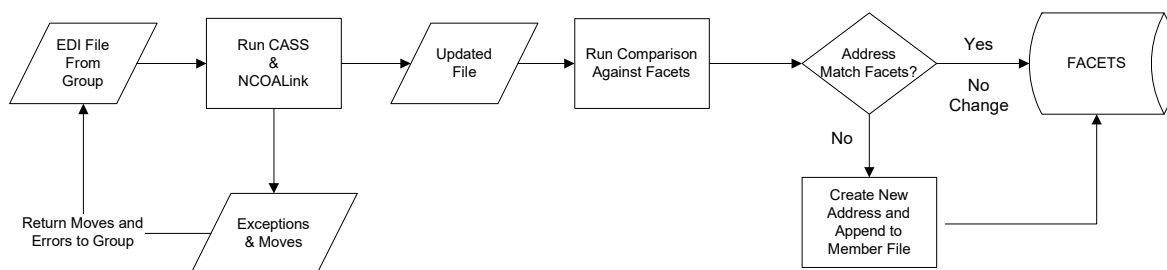 EDI File
From
Group
Run CASS
&
NCOALink
Updated
File
Run Comparison
Against Facets
Address
Match Facets?
Yes
No
Change
FACETS
No
Return Moves and
Errors to Group
Exceptions
& Moves
Create New
Address and
Append to
Member File